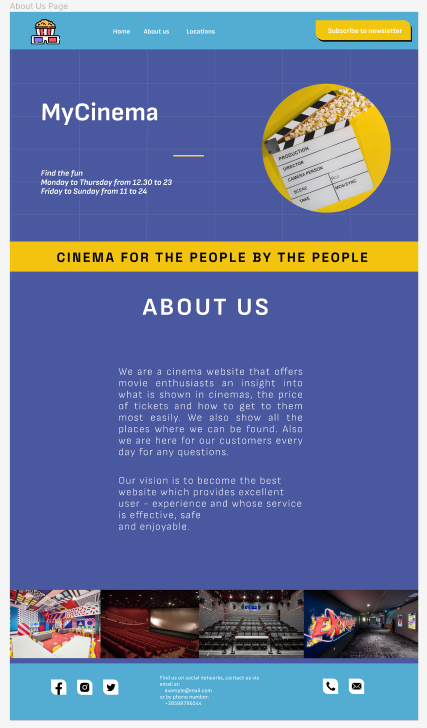 About Us Page
Home About us Locations Subscribe to newsletter
MyCinema
Find the fun
Monday to Thursday from 12.30 to 23
Friday to Sunday from 11 to 24
PRODUCTION
DIRECTOR
CAMERA PERSON
SCENE
TAKE
CINEMA FOR THE PEOPLE BY THE PEOPLE
ABOUT US
We are a cinema website that offers
movie enthusiasts an insight into
what is shown in cinemas, the price
of tickets and how to get to them
most easily. We also show all the
places where we can be found. Also
we are here for our customers every
day for any questions.
Our vision is to become the best
website which provides excellent
user - experience and whose service
is effective, safe
and enjoyable.
Find us on social networks, contact us via
email at:
example@mail.com
or by phone number: